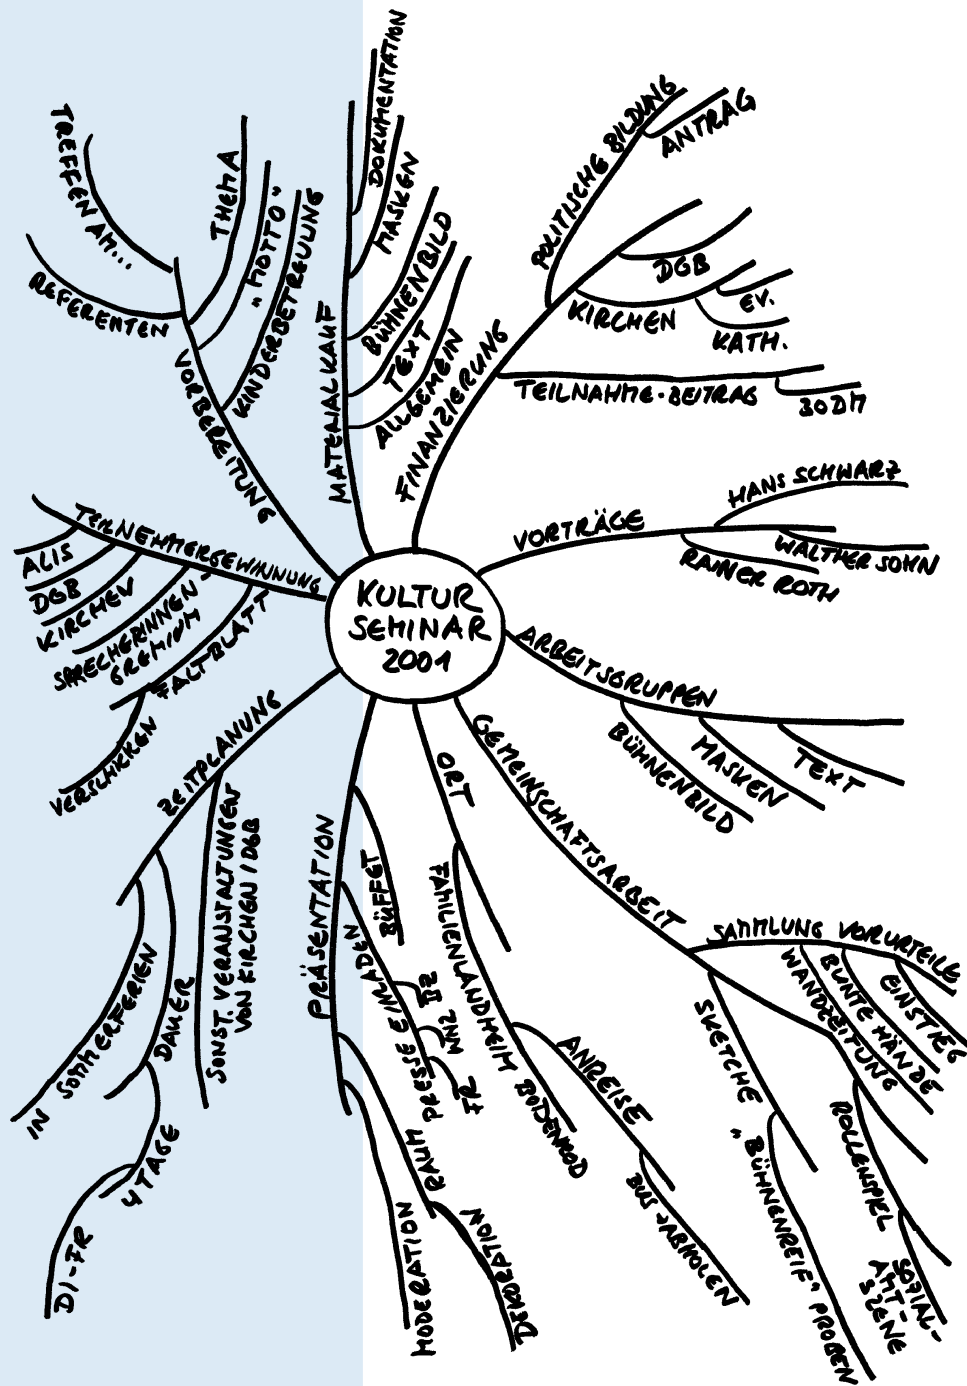 KULTUR
SEMINAR
2001
FINANZIERUNG
POLITISCHE BILDUNG
ANTRAG
DGB
KIRCHEN
EV.
KATH.
TEILNAHME-BEITRAG
30 DM
VORTRÄGE
HANS SCHWARZ
WALTHER SOHN
RAINER ROTH
ARBEITSGRUPPEN
BÜHNENBILD
MASKEN
TEXT
GEMEINSCHAFTSARBEIT
SAMMLUNG VORURTEILE
EINSTIEG
BUNTE HÄNDE
WANDZEITUNG
ROLLENSPIEL
SOZIAL-
AMT-
SZENE
SKETCHE
"BÜHNENREIF" PROBEN
ORT
FAMILIENLANDHEIM BODENROD
ANREISE
BUS → ABHOLEN
PRÄSENTATION
BÜFFET
PRESSE EINLADEN
IIZ
WNZ
FR
RAUM
DEKORATION
MODERATION
ZEITPLANUNG
SONST. VERANSTALTUNGEN
VON KIRCHEN / DGB
DAUER
4 TAGE
DI-FR
IN SOMMERFERIEN
TEILNEHMERGEWINNUNG
ALIS
DGB
KIRCHEN
SPRECHERINNEN
GREMIUM
FALTBLATT
VERSCHICKEN
VORBEREITUNG
REFERENTEN
TREFFEN AM...
THEMA
"MOTTO"
KINDERBETREUUNG
MATERIALKAUF
DOKUMENTATION
MASKEN
BÜHNENBILD
TEXT
ALLGEMEIN